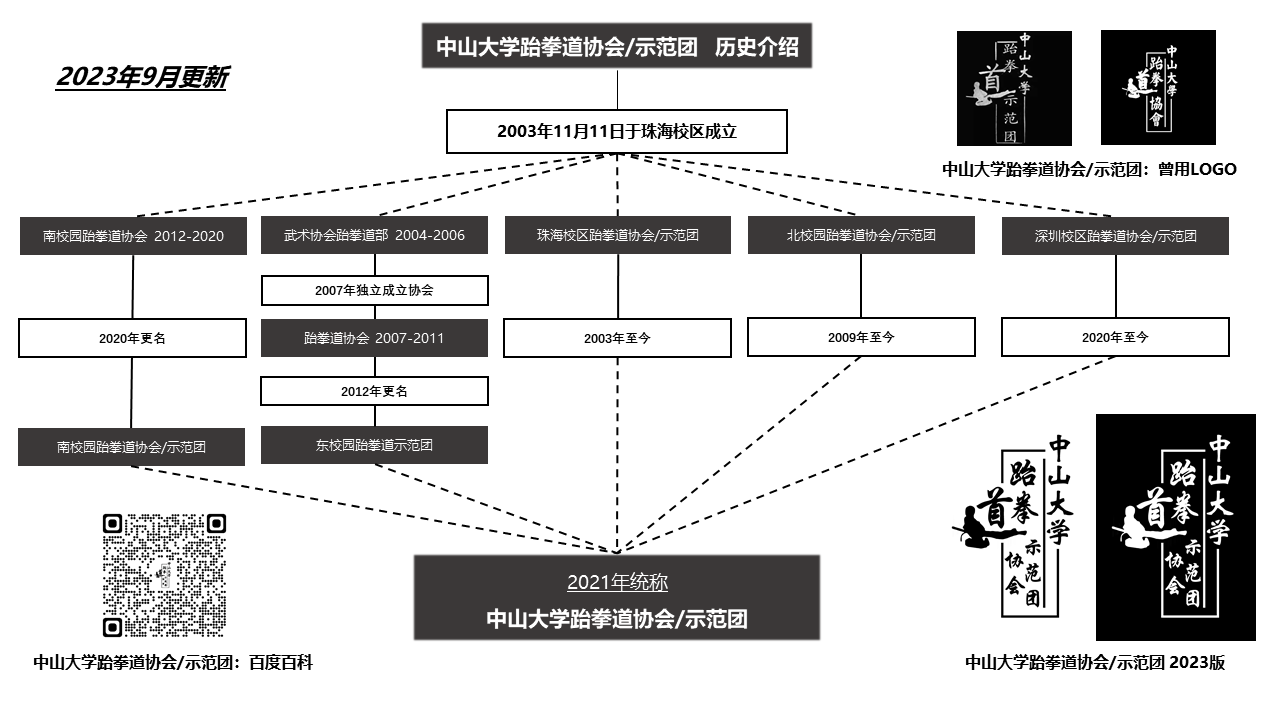 中山大学跆拳道协会/示范团 历史介绍
2023年9月更新
2003年11月11日于珠海校区成立
中山大学
跆拳道
示范团
首
中山大學
跆拳道
協會
首
中山大学跆拳道协会/示范团：曾用LOGO
南校园跆拳道协会 2012-2020
武术协会跆拳道部 2004-2006
珠海校区跆拳道协会/示范团
北校园跆拳道协会/示范团
深圳校区跆拳道协会/示范团
2007年独立成立协会
2020年更名
跆拳道协会 2007-2011
2003年至今
2009年至今
2020年至今
2012年更名
南校园跆拳道协会/示范团
东校园跆拳道示范团
中山大学
跆拳
首
示范团
协会
中山大学
跆拳
首
示范团
协会
2021年统称
中山大学跆拳道协会/示范团
中山大学跆拳道协会/示范团：百度百科
中山大学跆拳道协会/示范团 2023版